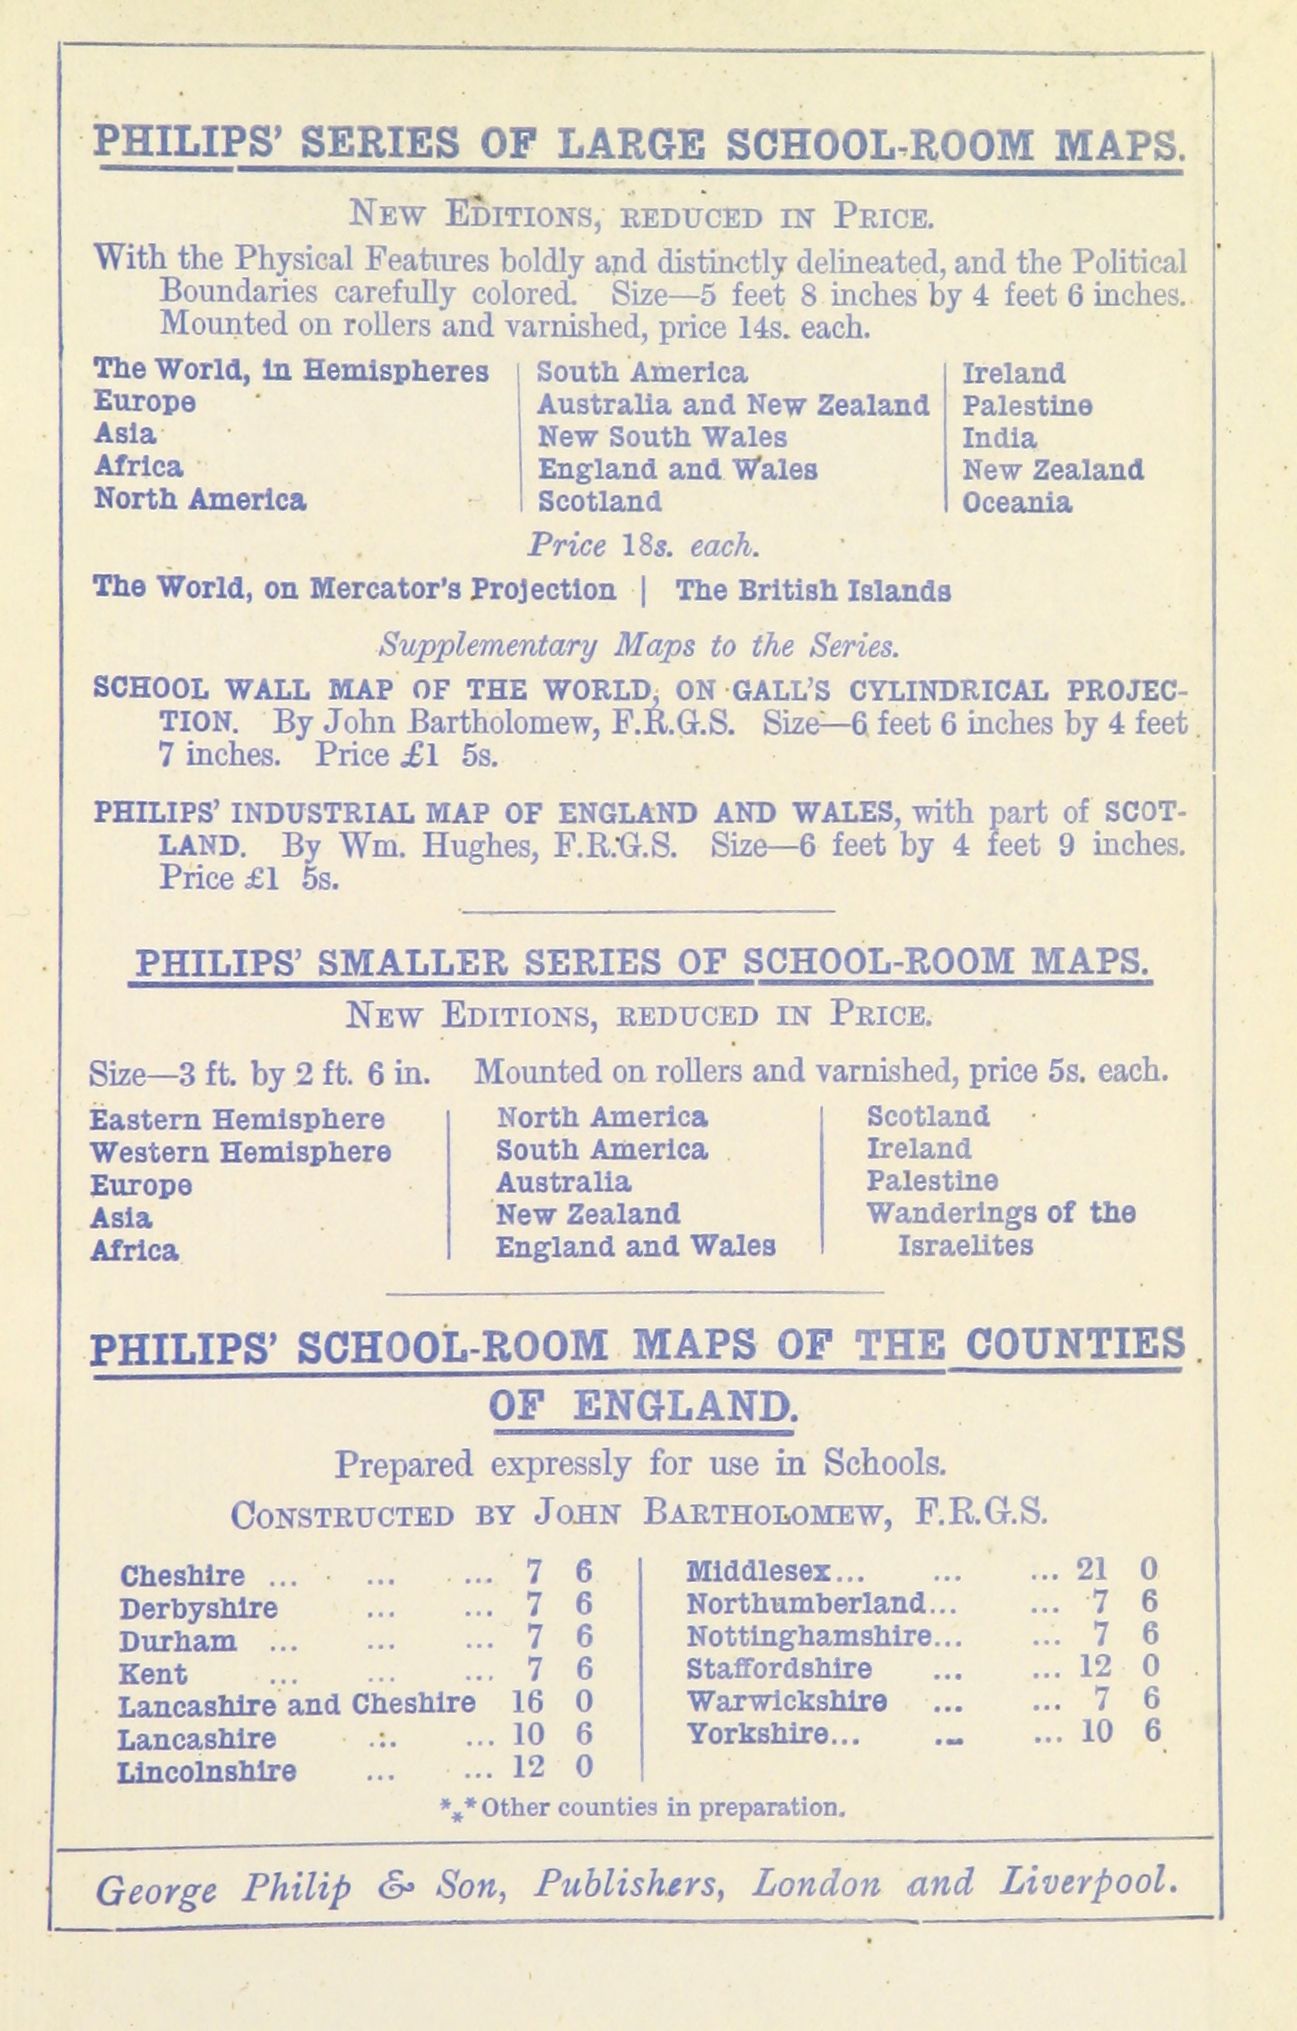 PHILIPS' SERIES OF LARGE SCHOOL-ROOM MAPS.
NEW EDITIONS, REDUCED IN PRICE.
With the Physical Features boldly and distinctly delineated, and the Political
Boundaries carefully colored. Size—5 feet 8 inches by 4 feet 6 inches.
Mounted on rollers and varnished, price 14s. each.
The World, in Hemispheres
Europe
Asia
Africa
North America
South America
Australia and New Zealand
New South Wales
England and Wales
Scotland
Ireland
Palestine
India
New Zealand
Oceania
Price 18s. each.
The World, on Mercator's Projection | The British Islands
Supplementary Maps to the Series.
SCHOOL WALL MAP OF THE WORLD, ON GALL'S CYLINDRICAL PROJEC-
TION. By John Bartholomew, F.R.G.S. Size—6 feet 6 inches by 4 feet
7 inches. Price £1 5s.
PHILIPS' INDUSTRIAL MAP OF ENGLAND AND WALES, with part of SCOT-
LAND. By Wm. Hughes, F.R.G.S. Size—6 feet by 4 feet 9 inches.
Price £1 5s.
PHILIPS' SMALLER SERIES OF SCHOOL-ROOM MAPS.
NEW EDITIONS, REDUCED IN PRICE.
Size—3 ft. by 2 ft. 6 in. Mounted on rollers and varnished, price 5s. each.
Eastern Hemisphere
Western Hemisphere
Europe
Asia
Africa
North America
South America
Australia
New Zealand
England and Wales
Scotland
Ireland
Palestine
Wanderings of the
Israelites
PHILIPS' SCHOOL-ROOM MAPS OF THE COUNTIES
OF ENGLAND.
Prepared expressly for use in Schools.
CONSTRUCTED BY JOHN BARTHOLOMEW, F.R.G.S.
Cheshire ... ... ... 7 6
Derbyshire ... ... 7 6
Durham ... ... ... 7 6
Kent ... ... ... 7 6
Lancashire and Cheshire 16 0
Lancashire ... ... 10 6
Lincolnshire ... ... 12 0
Middlesex... ... ... 21 0
Northumberland... ... 7 6
Nottinghamshire... ... 7 6
Staffordshire ... ... 12 0
Warwickshire ... ... 7 6
Yorkshire... ... ... 10 6
*** Other counties in preparation.
George Philip & Son, Publishers, London and Liverpool.